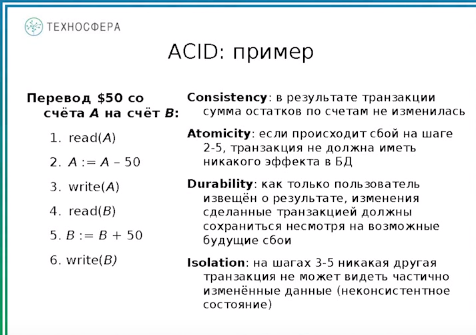 ТЕХНОСФЕРА
ACID: пример
Перевод $50 со
счёта A на счёт B:
1. read(A)
2. A := A – 50
3. write(A)
4. read(B)
5. B := B + 50
6. write(B)
Consistency: в результате транзакции
сумма остатков по счетам не изменилась
Atomicity: если происходит сбой на шаге
2-5, транзакция не должна иметь
никакого эффекта в БД
Durability: как только пользователь
извещён о результате, изменения
сделанные транзакцией должны
сохраниться несмотря на возможные
будущие сбои
Isolation: на шагах 3-5 никакая другая
транзакция не может видеть частично
изменённые данные (неконсистентное
состояние)